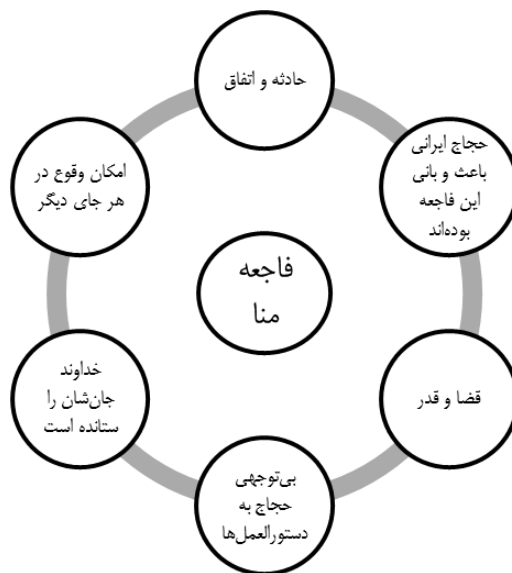 حادثه و اتفاق
حجاج ایرانی
باعث و بانی
این فاجعه
بوده‌اند
امکان وقوع در
هر جای دیگر
فاجعه
منا
قضا و قدر
خداوند
جان‌شان را
ستانده است
بی‌توجهی
حجاج به
دستورالعمل‌ها